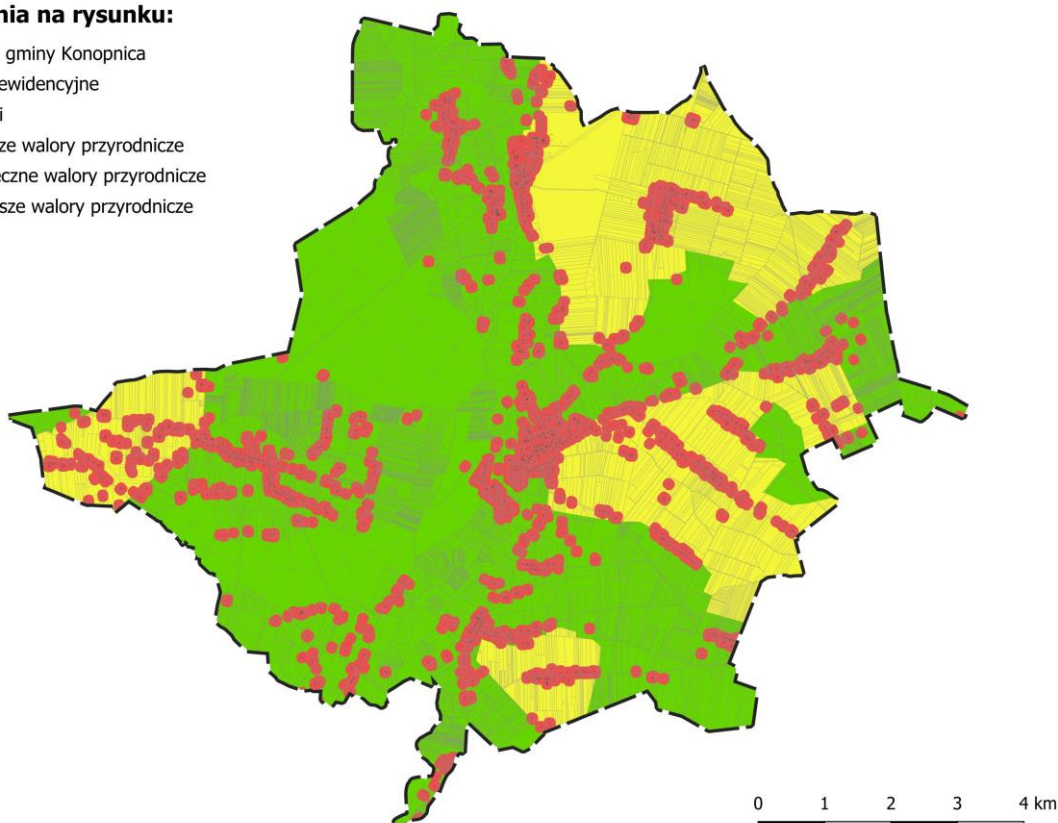 nia na rysunku:
gminy Konopnica
ewidencyjne
i
ze walory przyrodnicze
eczne walory przyrodnicze
sze walory przyrodnicze
0 1 2 3 4 km